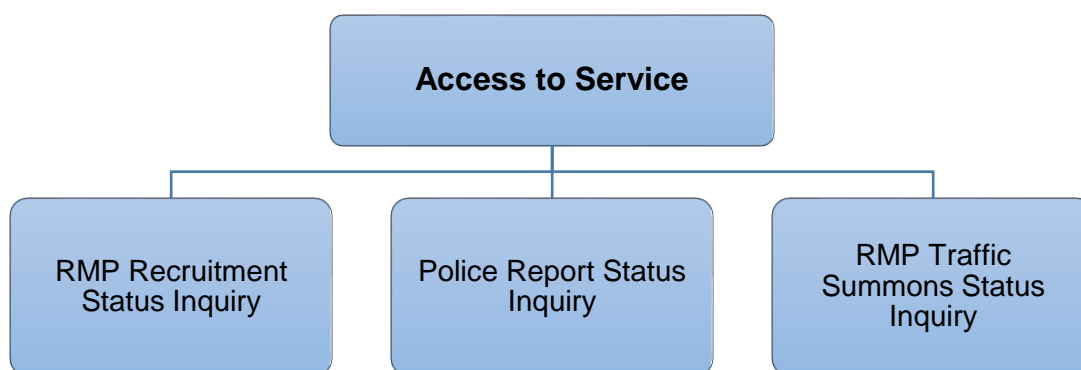 Access to Service
RMP Recruitment
Status Inquiry
Police Report Status
Inquiry
RMP Traffic
Summons Status
Inquiry